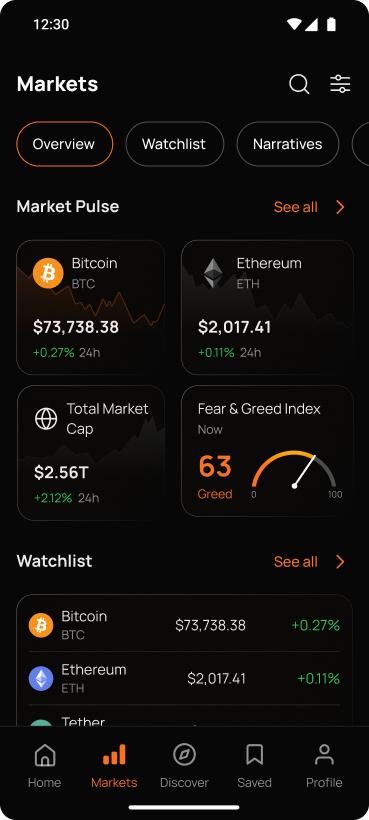 12:30
Markets
Overview
Watchlist
Narratives
Market Pulse
See all
Bitcoin
BTC
$73,738.38
+0.27% 24h
Ethereum
ETH
$2,017.41
+0.11% 24h
Total Market
Cap
$2.56T
+2.12% 24h
Fear & Greed Index
Now
63
Greed
0
100
Watchlist
See all
Bitcoin
BTC
$73,738.38
+0.27%
Ethereum
ETH
$2,017.41
+0.11%
Tether
Home
Markets
Discover
Saved
Profile